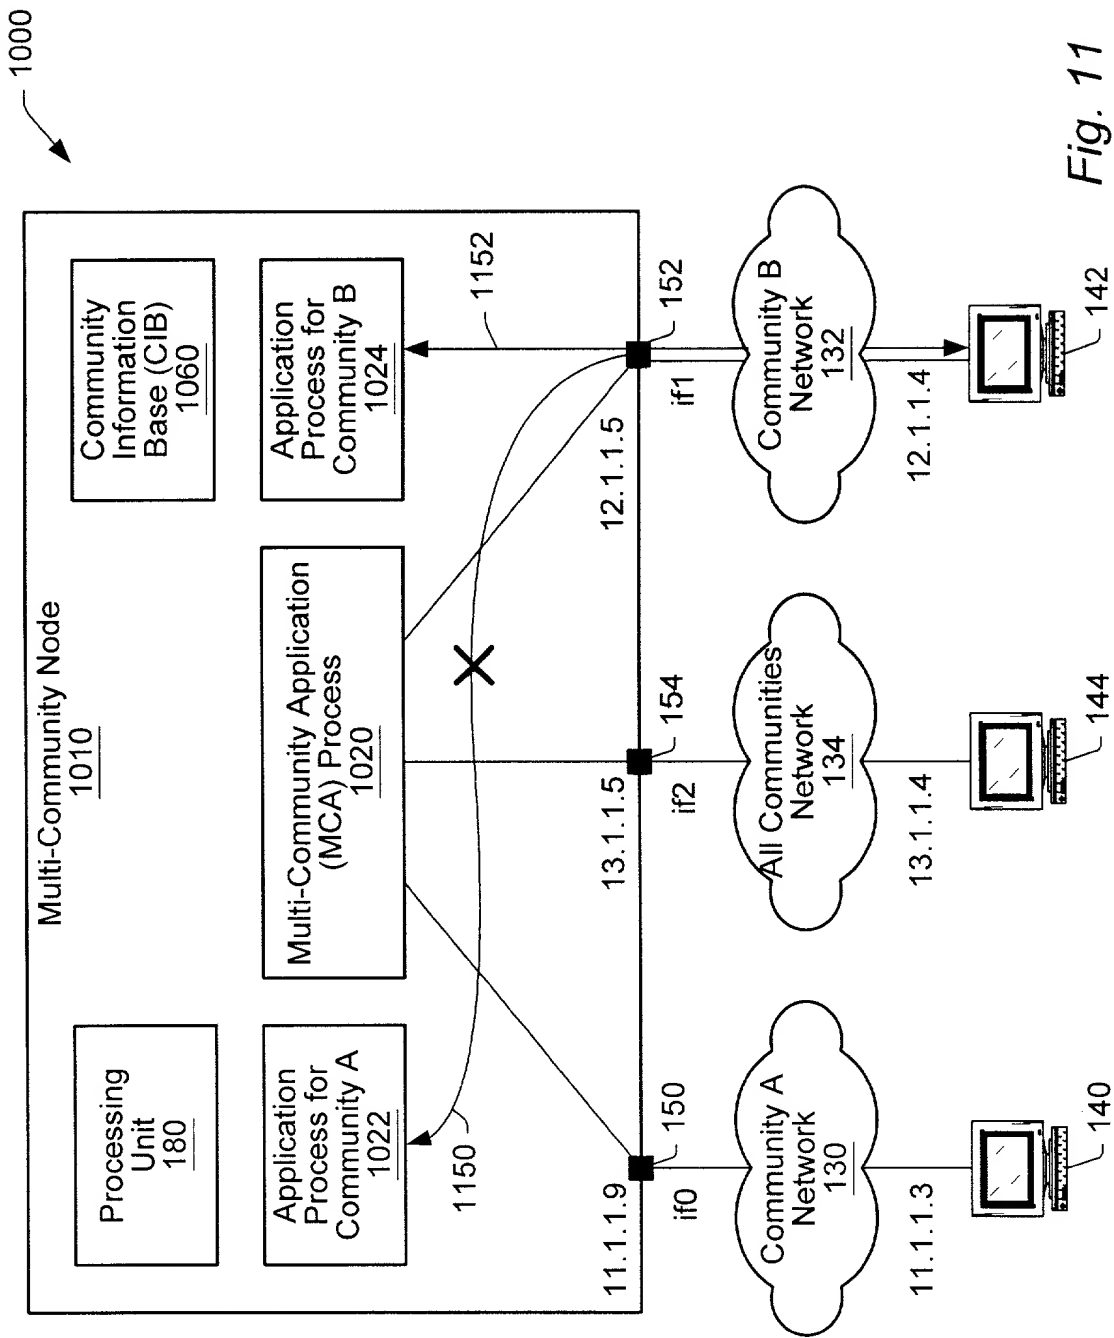 1000
Multi-Community Node
1010
Processing
Unit
180
Community
Information
Base (CIB)
1060
Application
Process for
Community A
1022
Multi-Community Application
(MCA) Process
1020
Application
Process for
Community B
1024
1150
1152
11.1.1.9
150
13.1.1.5
154
12.1.1.5
152
if0
if2
if1
Community A
Network
130
All Communities
Network
134
Community B
Network
132
11.1.1.3
13.1.1.4
12.1.1.4
140
144
142
Fig. 11